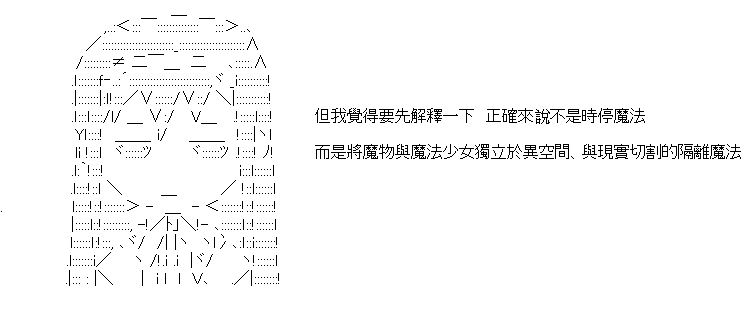 但我覺得要先解釋一下　正確來說不是時停魔法
而是將魔物與魔法少女獨立於異空間、與現實切割的隔離魔法